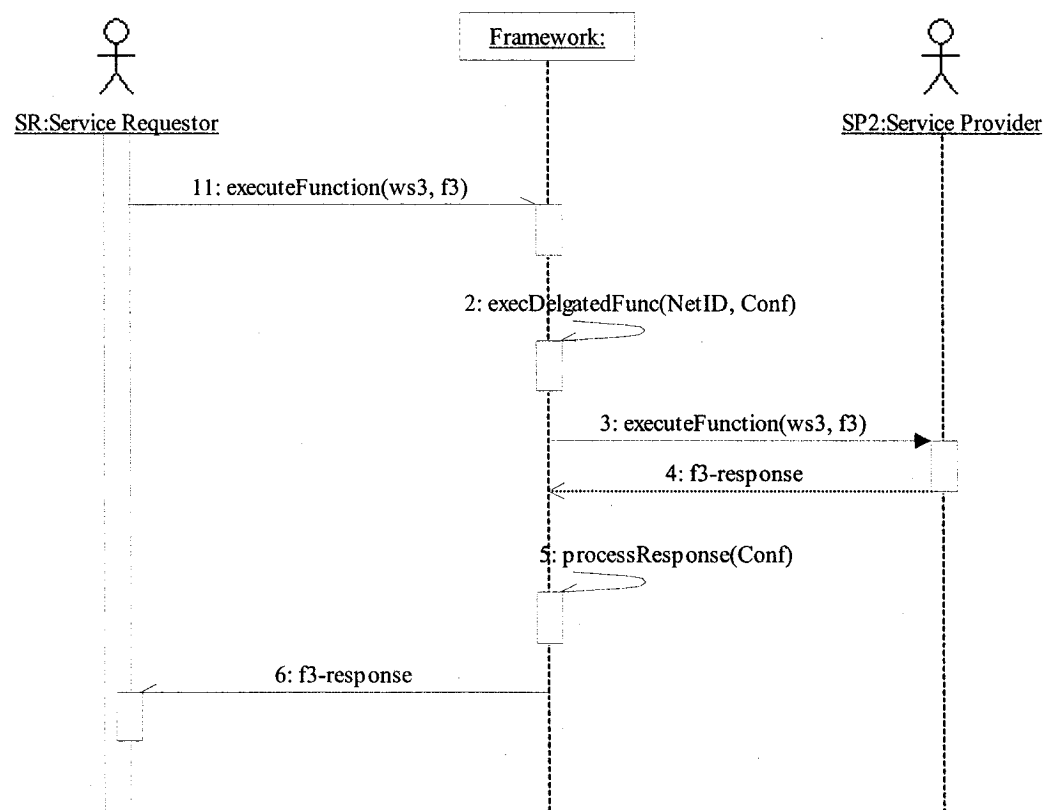 Framework:
SR:Service Requestor
SP2:Service Provider
11: executeFunction(ws3, f3)
2: execDelgatedFunc(NetID, Conf)
3: executeFunction(ws3, f3)
4: f3-response
5: processResponse(Conf)
6: f3-response